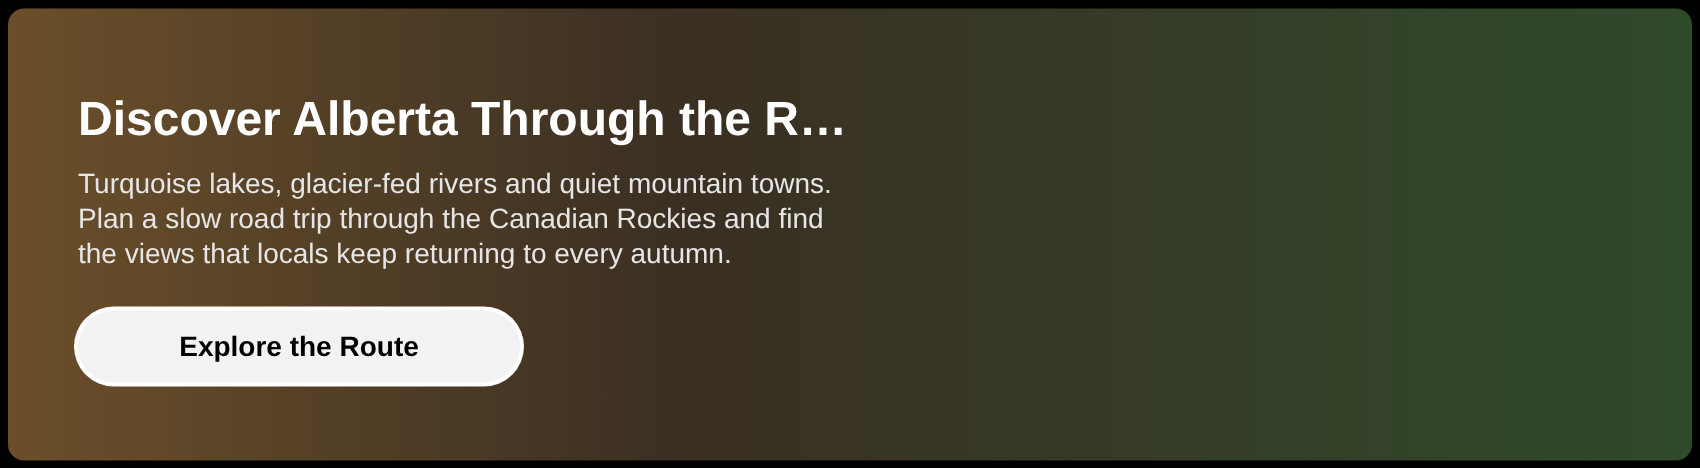 Discover Alberta Through the R…
Turquoise lakes, glacier-fed rivers and quiet mountain towns.
Plan a slow road trip through the Canadian Rockies and find
the views that locals keep returning to every autumn.
Explore the Route